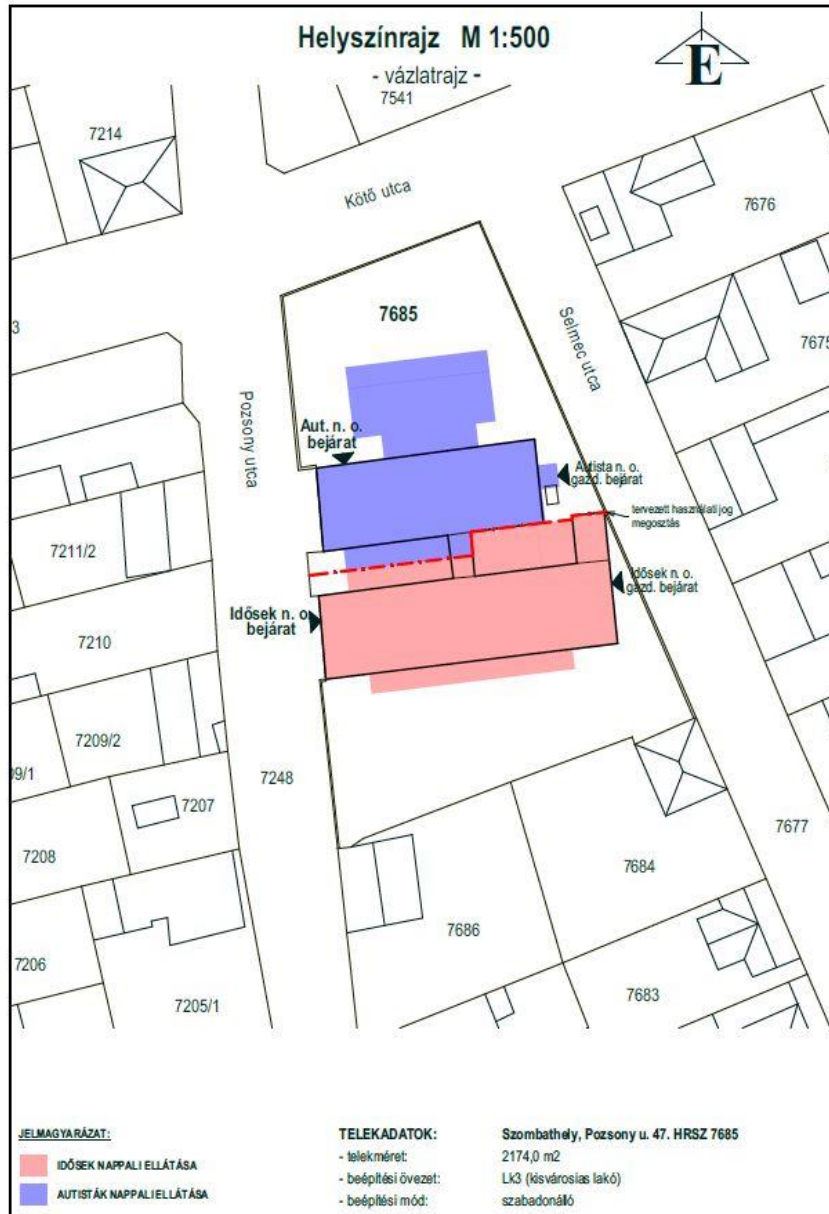 Helyszínrajz M 1:500
- vázlatrajz -
E
7541
7214
Kötő utca
7676
3
7685
Selmec utca
7675
Pozsony utca
Aut. n. o.
bejárat
Autista n. o.
gazd. bejárat
tervezett használati jog
megosztás
7211/2
Idősek n. o.
gazd. bejárat
Idősek n. o.
bejárat
7210
7209/2
09/1
7248
7207
7208
7677
7684
7686
7206
7683
7205/1
JELMAGYARÁZAT:
IDŐSEK NAPPALI ELLÁTÁSA
AUTISTÁK NAPPALI ELLÁTÁSA
TELEKADATOK: Szombathely, Pozsony u. 47. HRSZ 7685
- telekméret: 2174,0 m2
- beépítési övezet: Lk3 (kisvárosias lakó)
- beépítési mód: szabadonálló